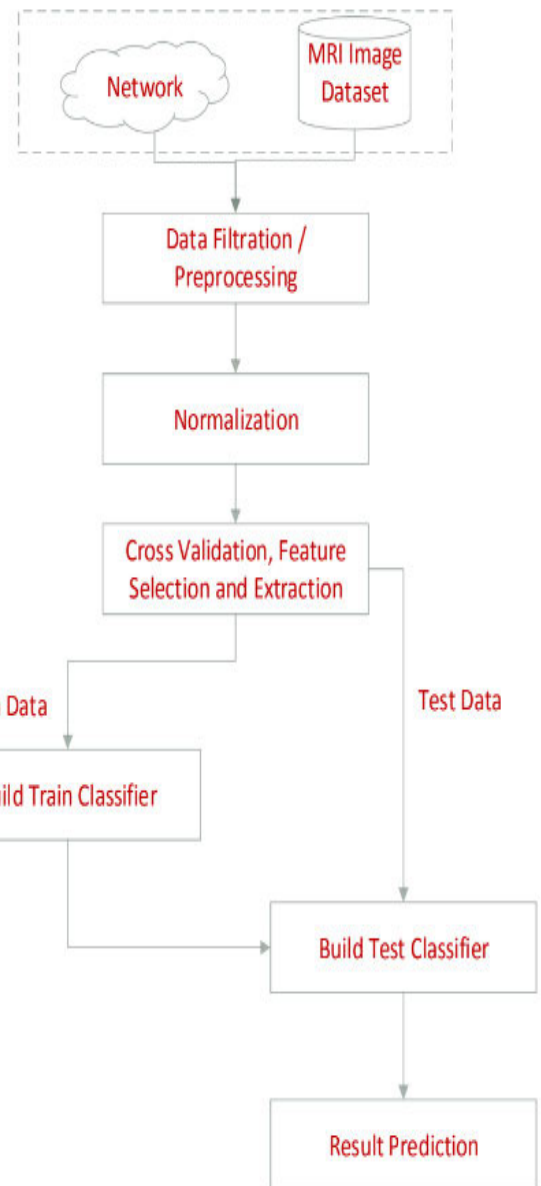 Network
MRI Image
Dataset
Data Filtration /
Preprocessing
Normalization
Cross Validation, Feature
Selection and Extraction
Data
Test Data
Train Classifier
Build Test Classifier
Result Prediction